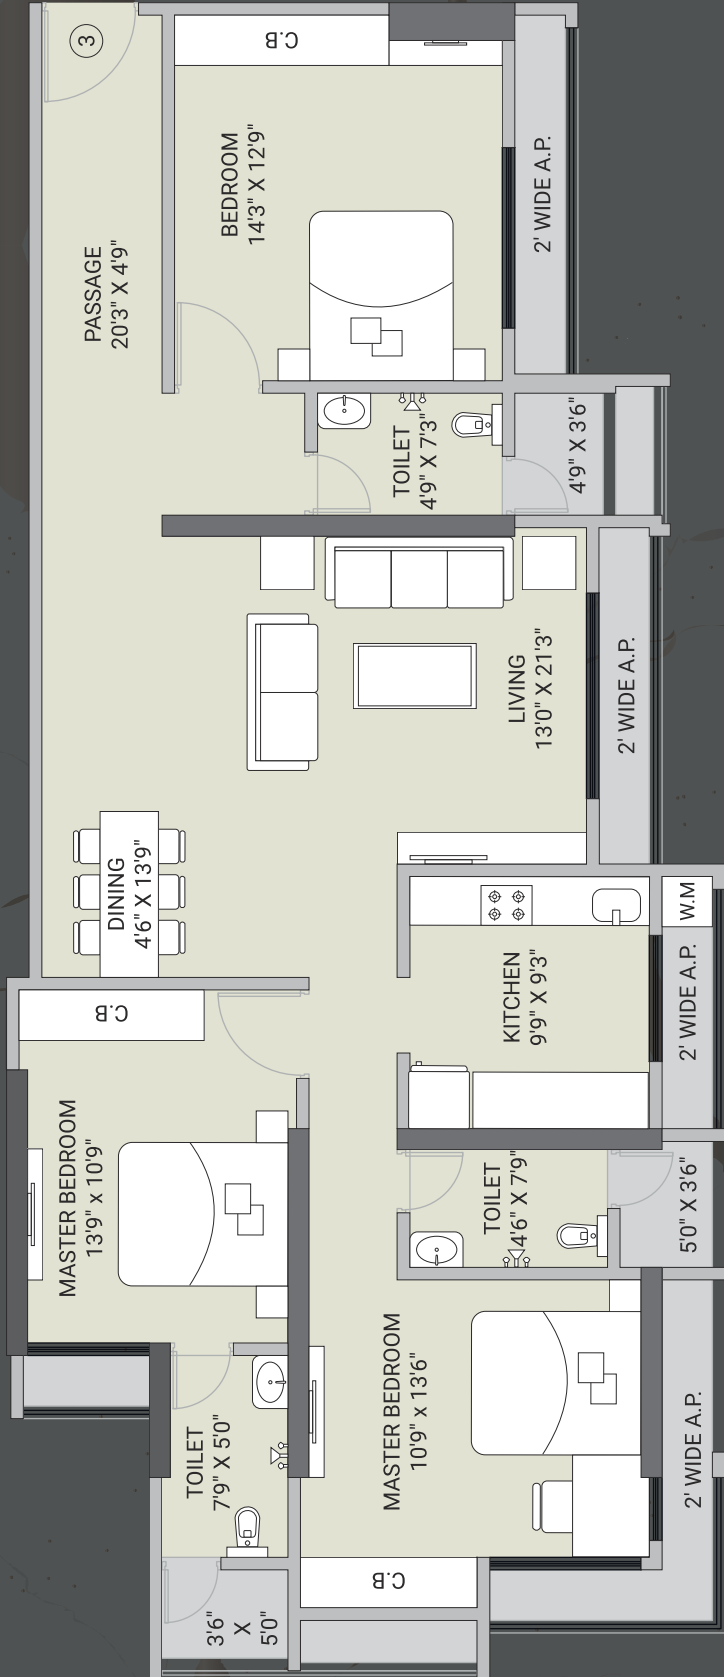 3
C.B
BEDROOM
14'3" X 12'9"
2' WIDE A.P.
PASSAGE
20'3" X 4'9"
TOILET
4'9" X 7'3"
4'9" X 3'6"
LIVING
13'0" X 21'3"
2' WIDE A.P.
DINING
4'6" X 13'9"
W.M
KITCHEN
9'9" X 9'3"
2' WIDE A.P.
C.B
MASTER BEDROOM
13'9" x 10'9"
TOILET
4'6" X 7'9"
5'0" X 3'6"
MASTER BEDROOM
10'9" x 13'6"
2' WIDE A.P.
TOILET
7'9" X 5'0"
C.B
3'6"
X
5'0"